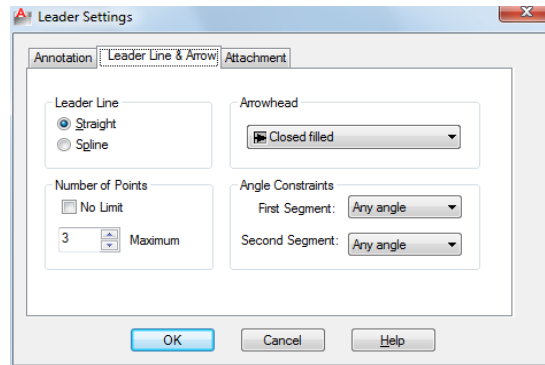 Leader Settings
Annotation Leader Line & Arrow Attachment
Leader Line
Straight
Spline
Arrowhead
Closed filled
Number of Points
No Limit
3 Maximum
Angle Constraints
First Segment: Any angle
Second Segment: Any angle
OK Cancel Help